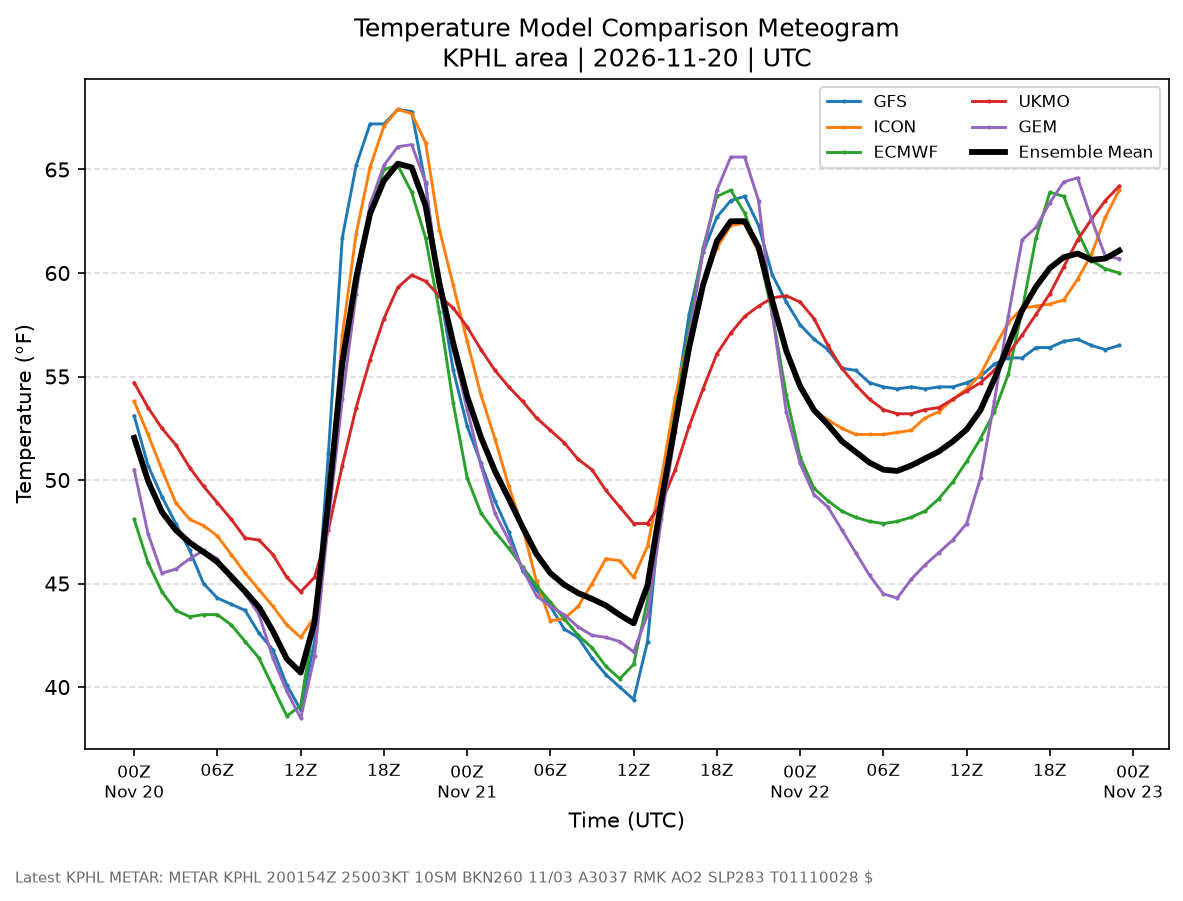 Temperature Model Comparison Meteogram
KPHL area | 2026-11-20 | UTC
GFS
ICON
ECMWF
UKMO
GEM
Ensemble Mean
Temperature (°F)
65
60
55
50
45
40
00Z 06Z 12Z 18Z 00Z 06Z 12Z 18Z 00Z 06Z 12Z 18Z 00Z
Nov 20 Nov 21 Nov 22 Nov 23
Time (UTC)
Latest KPHL METAR: METAR KPHL 200154Z 25003KT 10SM BKN260 11/03 A3037 RMK AO2 SLP283 T01110028 $